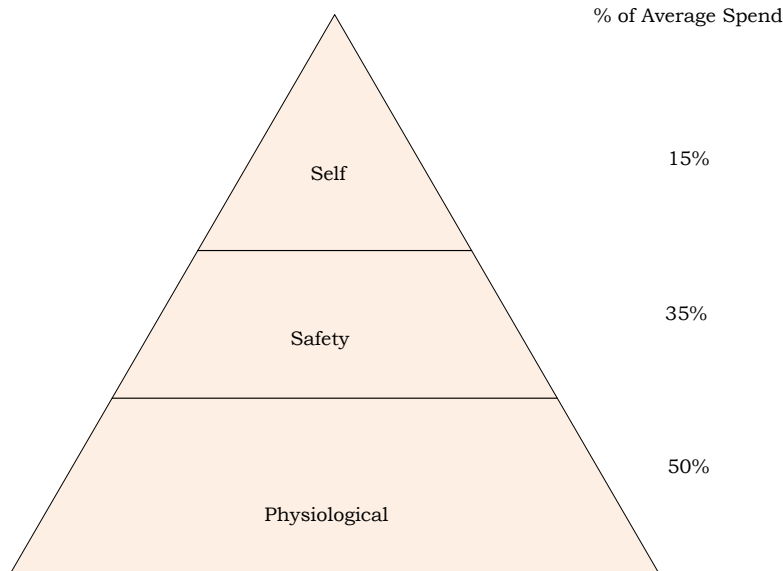 % of Average Spend
Self
15%
Safety
35%
Physiological
50%